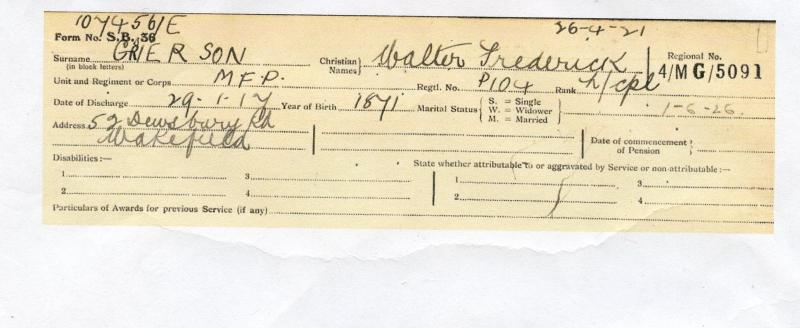 1074561E
26-4-21
Form No. S.B. 36
Surname GRIERSON Christian Names} Walter Frederick Regional No.
(in block letters) 4/MG/5091
Unit and Regiment or Corps M.F.P. Regtl. No. P104 Rank L/Cpl
Date of Discharge 29.1.17 Year of Birth 1871 Marital Status { S. = Single W. = Widower M. = Married 1-6-26.
Address 52 Dewsbury Rd
Wakefield
Date of commencement of Pension }
Disabilities :— State whether attributable to or aggravated by Service or non-attributable :—
1. 3. 1. 3.
2. 4. 2. 4
Particulars of Awards for previous Service (if any)